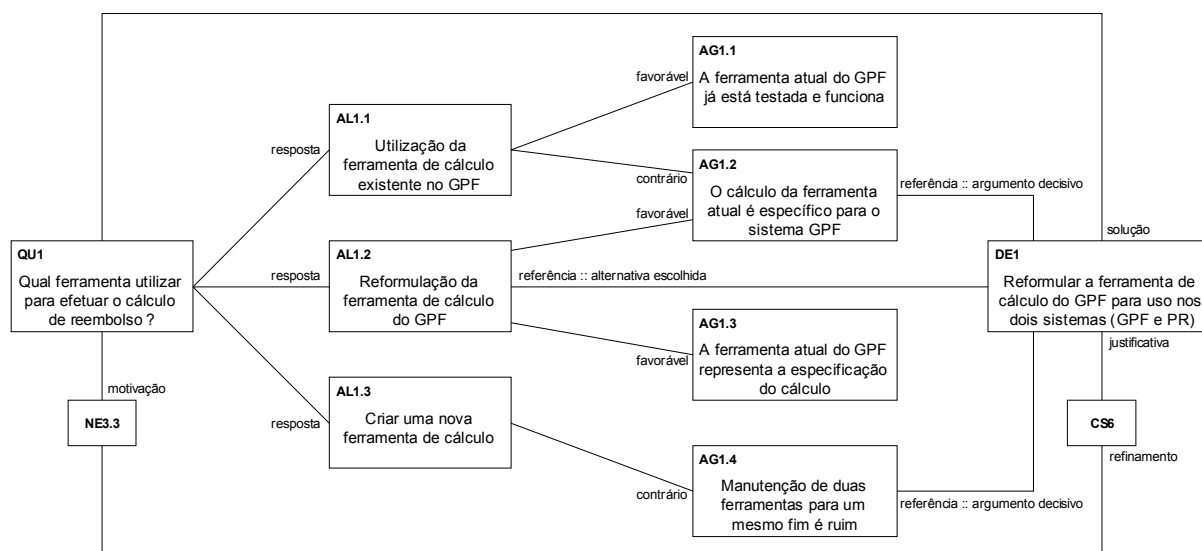 AG1.1
A ferramenta atual do GPF
já está testada e funciona
favorável
AL1.1
Utilização da
ferramenta de cálculo
existente no GPF
resposta
contrário
AG1.2
O cálculo da ferramenta
atual é específico para o
sistema GPF
referência :: argumento decisivo
favorável
solução
QU1
Qual ferramenta utilizar
para efetuar o cálculo
de reembolso ?
resposta
AL1.2
Reformulação da
ferramenta de cálculo
do GPF
referência :: alternativa escolhida
DE1
Reformular a ferramenta de
cálculo do GPF para uso nos
dois sistemas (GPF e PR)
justificativa
favorável
AG1.3
A ferramenta atual do GPF
representa a especificação
do cálculo
motivação
NE3.3
AL1.3
Criar uma nova
ferramenta de cálculo
resposta
CS6
refinamento
contrário
AG1.4
Manutenção de duas
ferramentas para um
mesmo fim é ruim
referência :: argumento decisivo